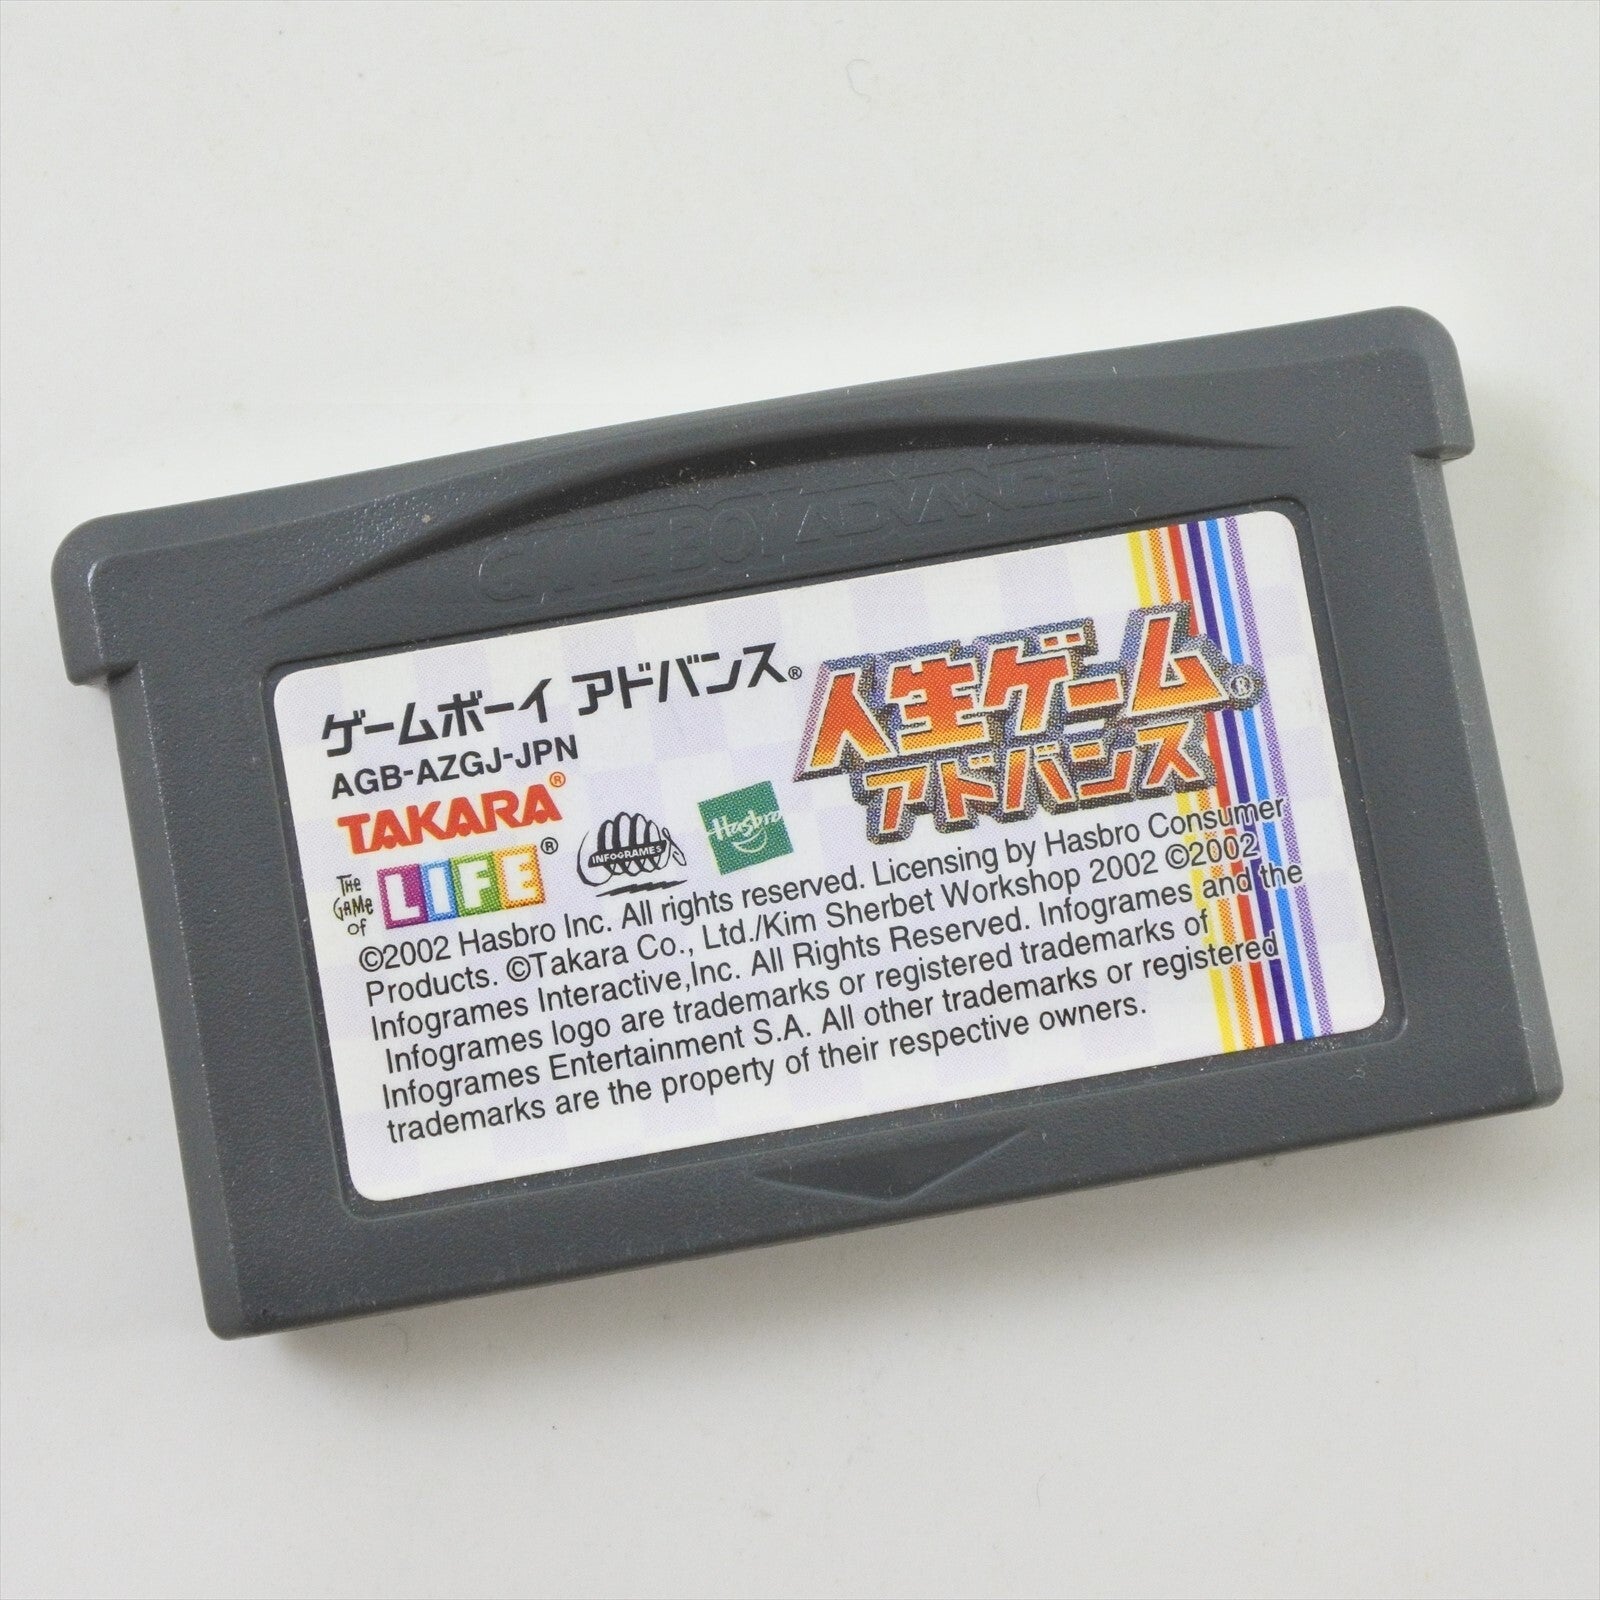 GAME BOY ADVANCE
ゲームボーイ アドバンス®
AGB-AZGJ-JPN
人生ゲーム®
アドバンス
TAKARA®
THE GAMe of LIFE®
INFOGRAMES
Hasbro
©2002 Hasbro Inc. All rights reserved. Licensing by Hasbro Consumer
Products. ©Takara Co., Ltd./Kim Sherbet Workshop 2002 ©2002
Infogrames Interactive,Inc. All Rights Reserved. Infogrames and the
Infogrames logo are trademarks or registered trademarks of
Infogrames Entertainment S.A. All other trademarks or registered
trademarks are the property of their respective owners.